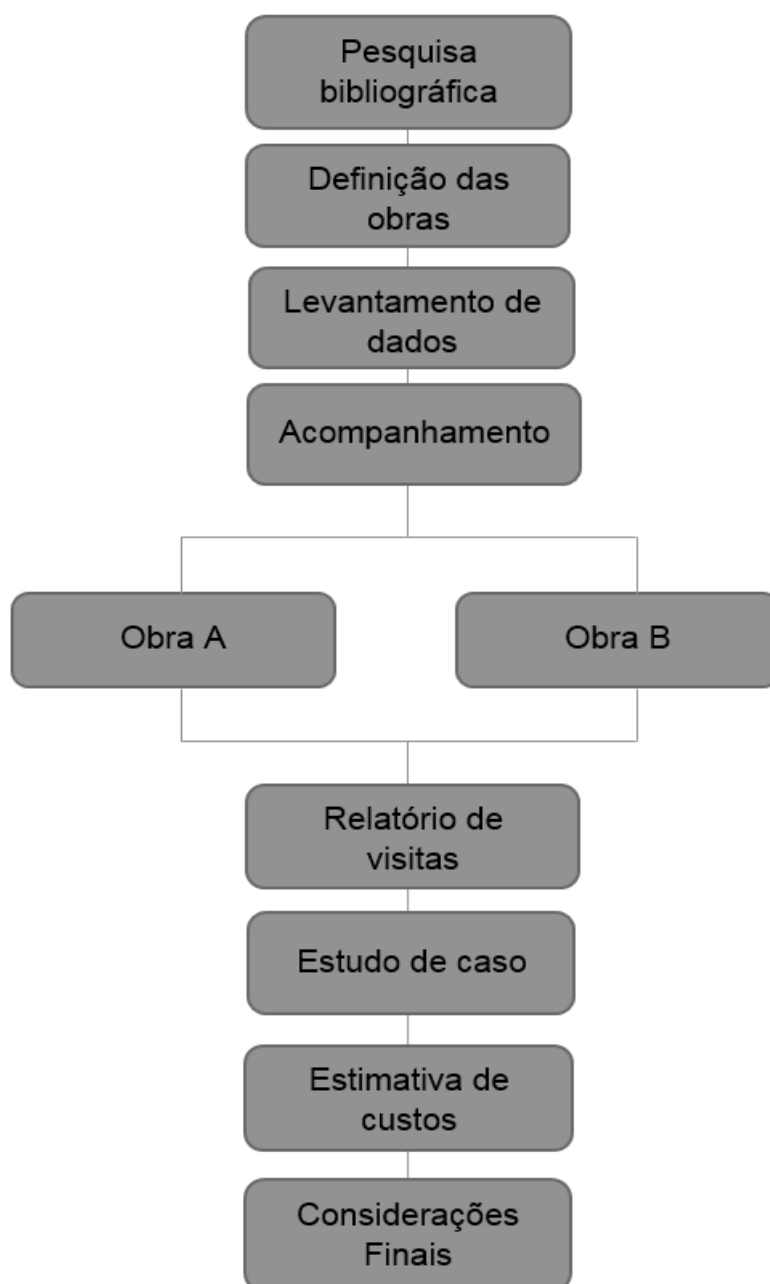 Pesquisa
bibliográfica
Definição das
obras
Levantamento de
dados
Acompanhamento
Obra A
Obra B
Relatório de
visitas
Estudo de caso
Estimativa de
custos
Considerações
Finais